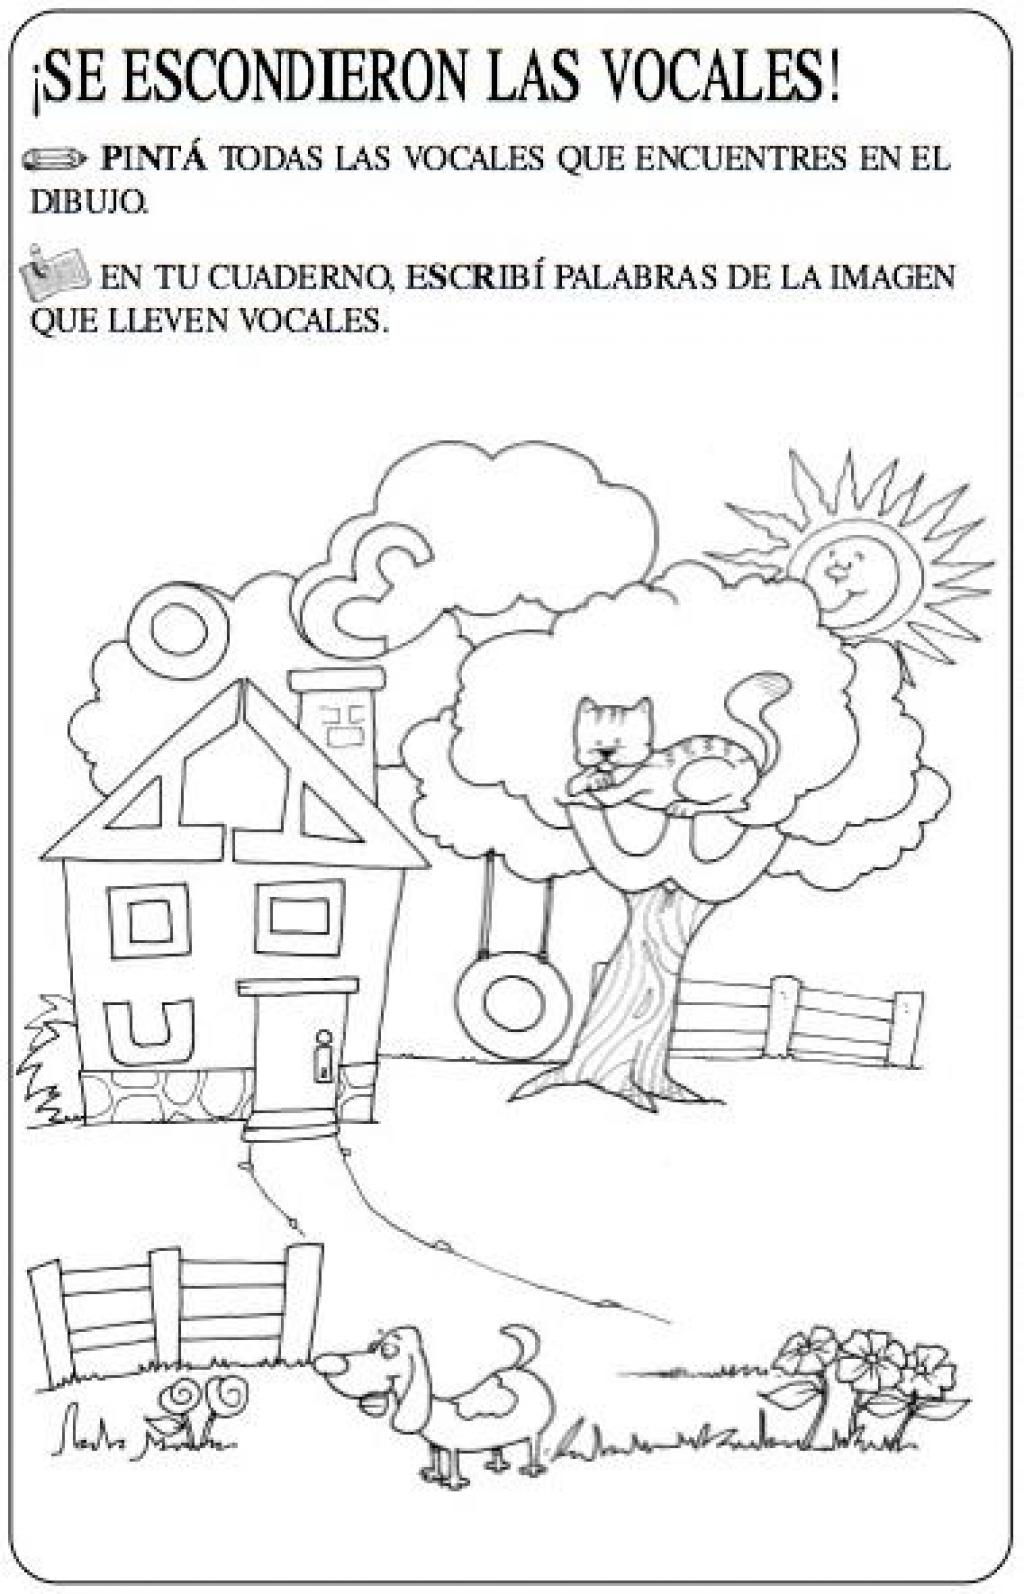 ¡SE ESCONDIERON LAS VOCALES!
PINTÁ TODAS LAS VOCALES QUE ENCUENTRES EN EL
DIBUJO.
EN TU CUADERNO, ESCRIBÍ PALABRAS DE LA IMAGEN
QUE LLEVEN VOCALES.